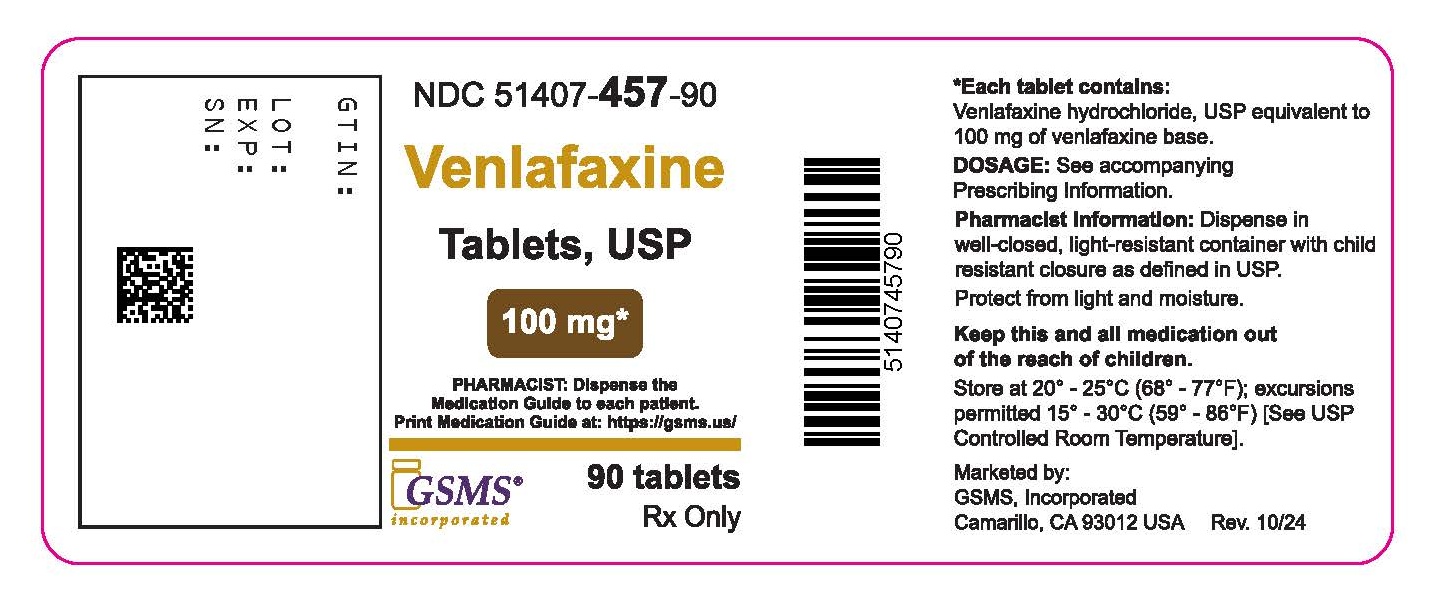 GTIN:
LOT:
EXP:
SN:
NDC 51407-457-90
Venlafaxine
Tablets, USP
100 mg*
PHARMACIST: Dispense the
Medication Guide to each patient.
Print Medication Guide at: https://gsms.us/
GSMS®
incorporated
90 tablets
Rx Only
5140745790
*Each tablet contains:
Venlafaxine hydrochloride, USP equivalent to
100 mg of venlafaxine base.
DOSAGE: See accompanying
Prescribing Information.
Pharmacist Information: Dispense in
well-closed, light-resistant container with child
resistant closure as defined in USP.
Protect from light and moisture.
Keep this and all medication out
of the reach of children.
Store at 20° - 25°C (68° - 77°F); excursions
permitted 15° - 30°C (59° - 86°F) [See USP
Controlled Room Temperature].
Marketed by:
GSMS, Incorporated
Camarillo, CA 93012 USA Rev. 10/24